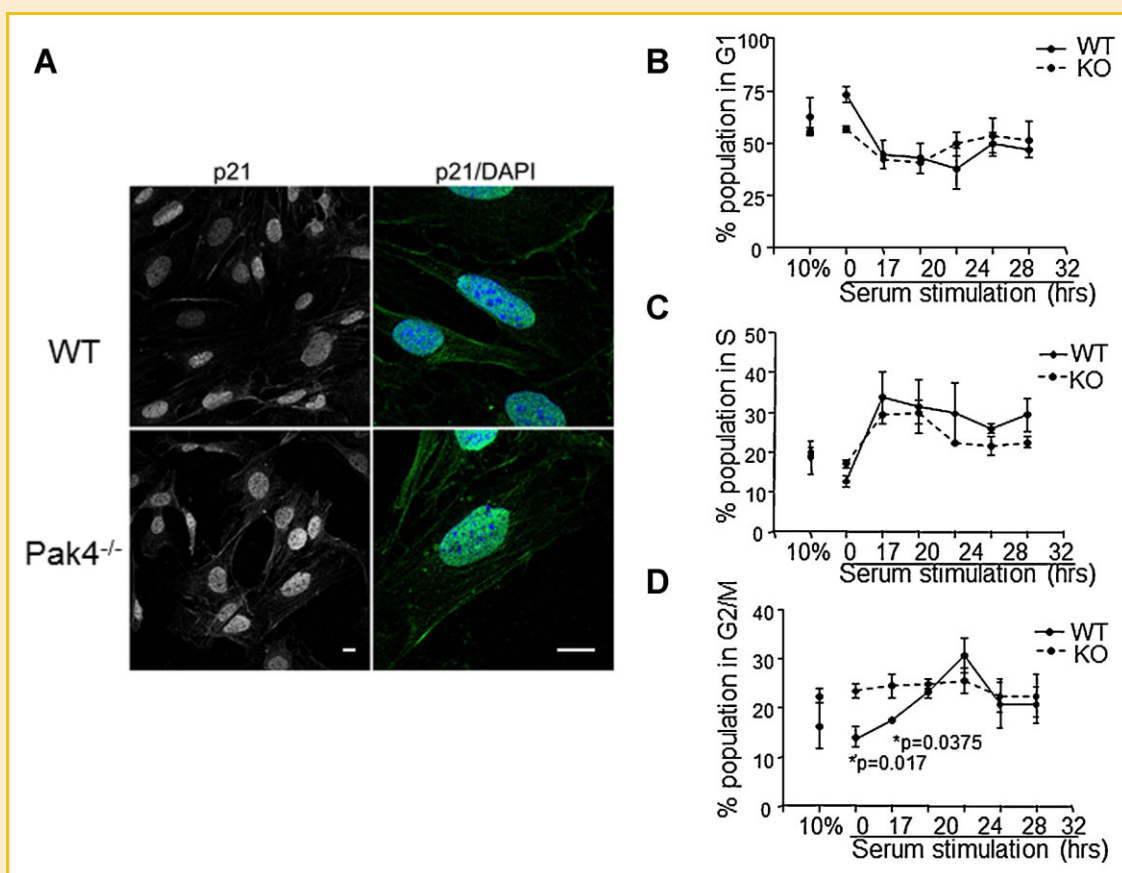 A
p21
p21/DAPI
WT
Pak4-/-
B
% population in G1
100
75
50
25
0
WT
KO
10% 0 17 20 24 28 32
Serum stimulation (hrs)
C
% population in S
50
40
30
20
10
0
WT
KO
10% 0 17 20 24 28 32
Serum stimulation (hrs)
D
% population in G2/M
40
30
20
10
0
WT
KO
*p=0.0375
*p=0.017
10% 0 17 20 24 28 32
Serum stimulation (hrs)